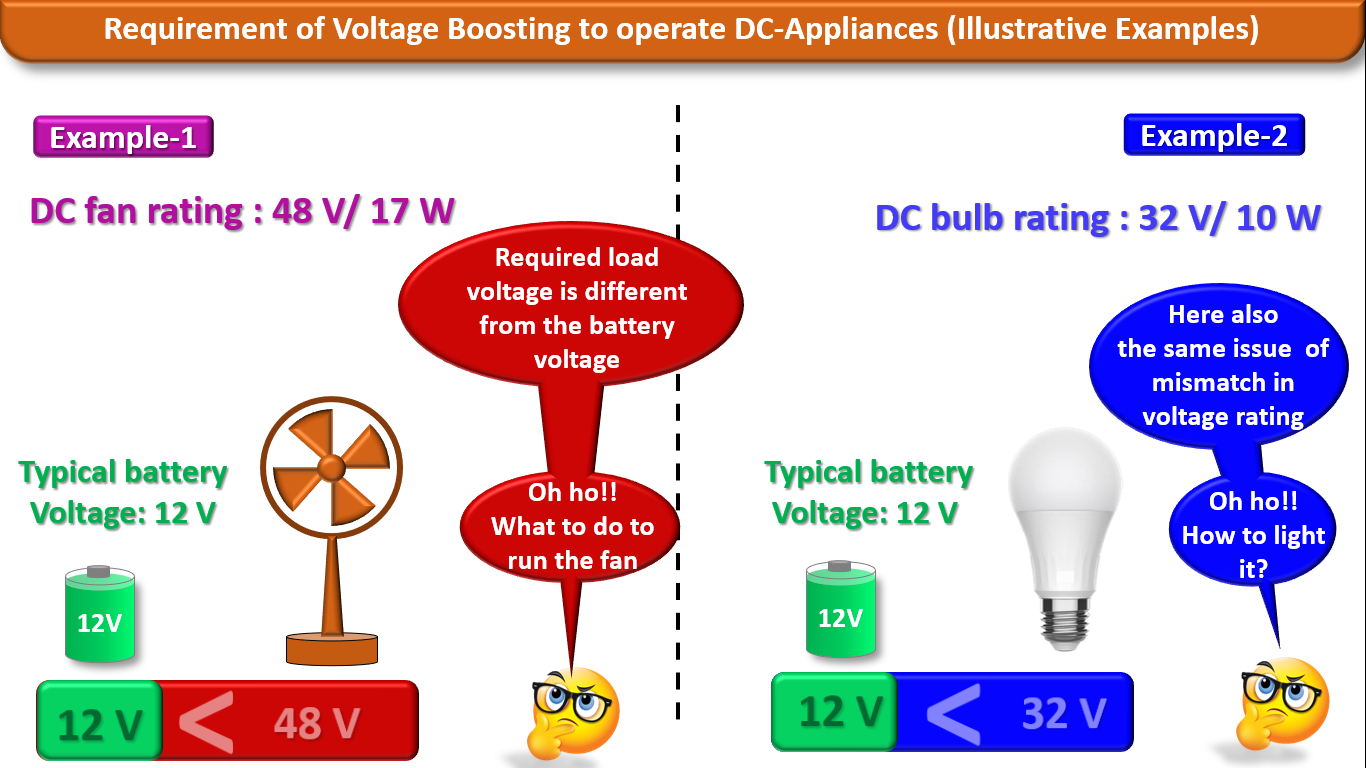 Requirement of Voltage Boosting to operate DC-Appliances (Illustrative Examples)
Example-1
DC fan rating : 48 V/ 17 W
Required load
voltage is different
from the battery
voltage
Typical battery
Voltage: 12 V
Oh ho!!
What to do to
run the fan
12V
12 V < 48 V
Example-2
DC bulb rating : 32 V/ 10 W
Here also
the same issue of
mismatch in
voltage rating
Typical battery
Voltage: 12 V
Oh ho!!
How to light
it?
12V
12 V < 32 V